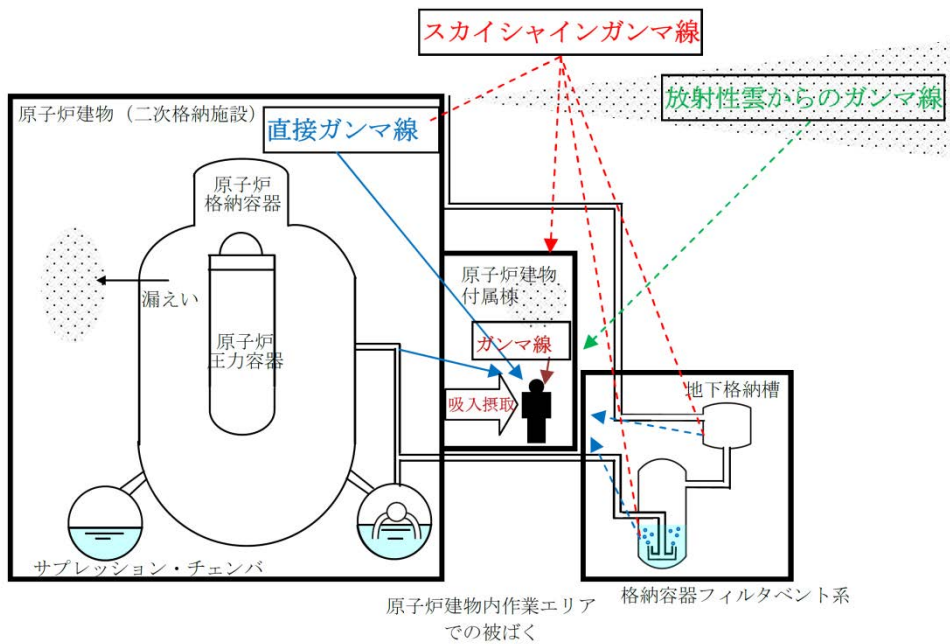 スカイシャインガンマ線
放射性雲からのガンマ線
原子炉建物（二次格納施設）
直接ガンマ線
原子炉
格納容器
原子炉建物
付属棟
漏えい
原子炉
圧力容器
ガンマ線
吸入摂取
地下格納槽
サプレッション・チェンバ
格納容器フィルタベント系
原子炉建物内作業エリア
での被ばく